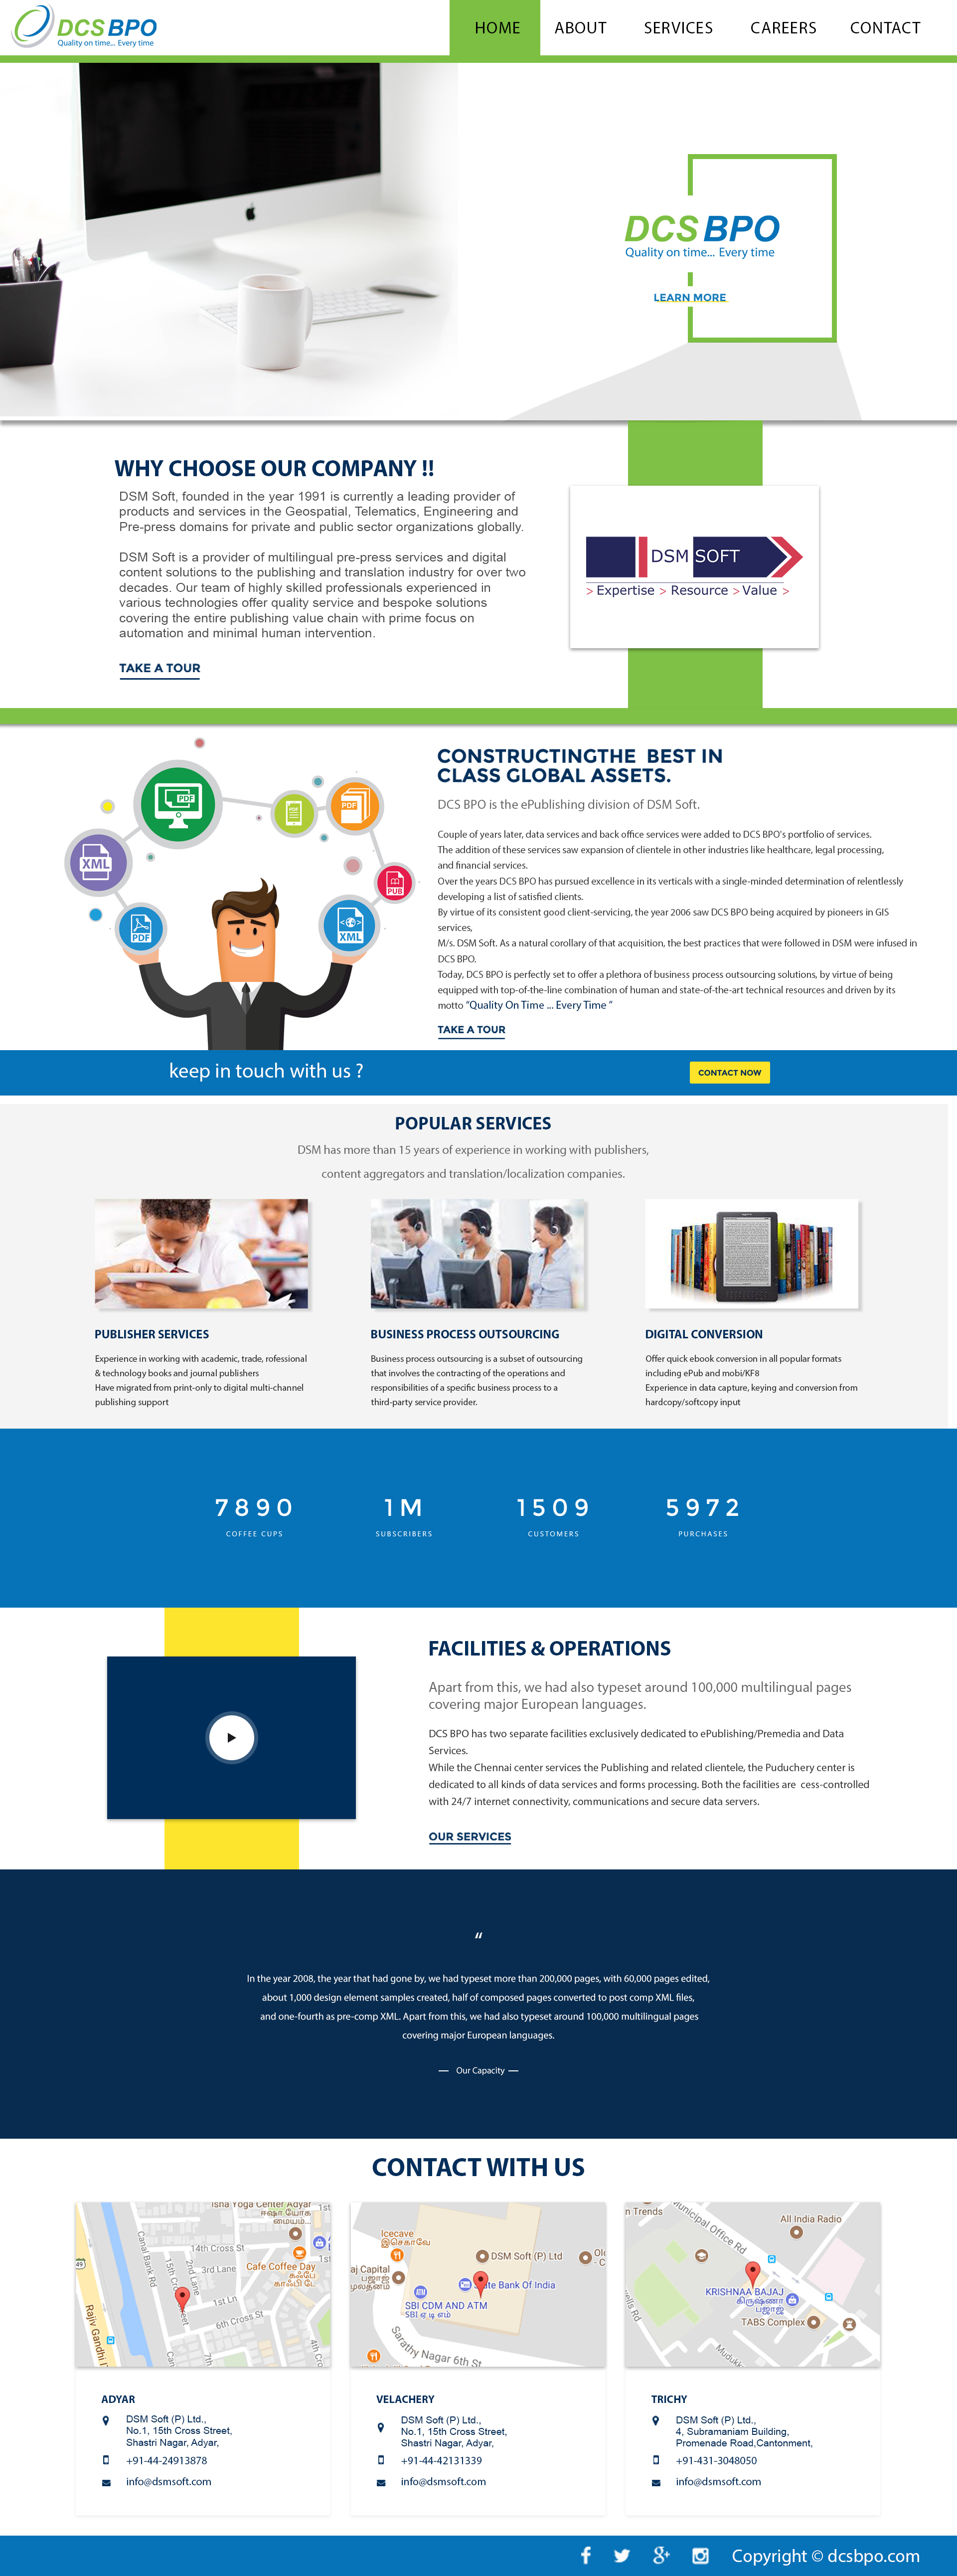 DCS BPO
Quality on time... Every time
HOME ABOUT SERVICES CAREERS CONTACT
DCS BPO
Quality on time... Every time
LEARN MORE
WHY CHOOSE OUR COMPANY !!
DSM Soft, founded in the year 1991 is currently a leading provider of
products and services in the Geospatial, Telematics, Engineering and
Pre-press domains for private and public sector organizations globally.
DSM Soft is a provider of multilingual pre-press services and digital
content solutions to the publishing and translation industry for over two
decades. Our team of highly skilled professionals experienced in
various technologies offer quality service and bespoke solutions
covering the entire publishing value chain with prime focus on
automation and minimal human intervention.
TAKE A TOUR
DSM SOFT
> Expertise > Resource > Value >
PDF
PDF
PDF
XML
PUB
PDF
XML
CONSTRUCTINGTHE BEST IN
CLASS GLOBAL ASSETS.
DCS BPO is the ePublishing division of DSM Soft.
Couple of years later, data services and back office services were added to DCS BPO's portfolio of services.
The addition of these services saw expansion of clientele in other industries like healthcare, legal processing,
and financial services.
Over the years DCS BPO has pursued excellence in its verticals with a single-minded determination of relentlessly
developing a list of satisfied clients.
By virtue of its consistent good client-servicing, the year 2006 saw DCS BPO being acquired by pioneers in GIS
services,
M/s. DSM Soft. As a natural corollary of that acquisition, the best practices that were followed in DSM were infused in
DCS BPO.
Today, DCS BPO is perfectly set to offer a plethora of business process outsourcing solutions, by virtue of being
equipped with top-of-the-line combination of human and state-of-the-art technical resources and driven by its
motto "Quality On Time ... Every Time "
TAKE A TOUR
keep in touch with us ?
CONTACT NOW
POPULAR SERVICES
DSM has more than 15 years of experience in working with publishers,
content aggregators and translation/localization companies.
PUBLISHER SERVICES
Experience in working with academic, trade, rofessional
& technology books and journal publishers
Have migrated from print-only to digital multi-channel
publishing support
BUSINESS PROCESS OUTSOURCING
Business process outsourcing is a subset of outsourcing
that involves the contracting of the operations and
responsibilities of a specific business process to a
third-party service provider.
DIGITAL CONVERSION
Offer quick ebook conversion in all popular formats
including ePub and mobi/KF8
Experience in data capture, keying and conversion from
hardcopy/softcopy input
7890 1M 1509 5972
COFFEE CUPS SUBSCRIBERS CUSTOMERS PURCHASES
FACILITIES & OPERATIONS
Apart from this, we had also typeset around 100,000 multilingual pages
covering major European languages.
DCS BPO has two separate facilities exclusively dedicated to ePublishing/Premedia and Data
Services.
While the Chennai center services the Publishing and related clientele, the Puduchery center is
dedicated to all kinds of data services and forms processing. Both the facilities are cess-controlled
with 24/7 internet connectivity, communications and secure data servers.
OUR SERVICES
“
In the year 2008, the year that had gone by, we had typeset more than 200,000 pages, with 60,000 pages edited,
about 1,000 design element samples created, half of composed pages converted to post comp XML files,
and one-fourth as pre-comp XML. Apart from this, we had also typeset around 100,000 multilingual pages
covering major European languages.
— Our Capacity —
CONTACT WITH US
Isha Yoga Center Adyar
ஈஷா யோக
மையம்...
1st
Canal Bank Rd
14th Cross St
Cafe Coffee Day
காஃபி டே
49
2nd Lane
3rd Lane
1st Ln
6th Cross St
Rajiv Gandhi
7th
4th Cro
Icecave
ஐசெகாவே
DSM Soft (P) Ltd
aj Capital
பஜாஜ்
மூலதனம்
State Bank Of India
SBI CDM AND ATM
SBI ஏ டி எம்
Sarathy Nagar 6th St
n Trends
Municipal Office Rd
All India Radio
KRISHNAA BAJAJ
கிருஷ்ணா
பஜாஜ்
TABS Complex
ells Rd
ADYAR
DSM Soft (P) Ltd.,
No.1, 15th Cross Street,
Shastri Nagar, Adyar,
+91-44-24913878
info@dsmsoft.com
VELACHERY
DSM Soft (P) Ltd.,
No.1, 15th Cross Street,
Shastri Nagar, Adyar,
+91-44-42131339
info@dsmsoft.com
TRICHY
DSM Soft (P) Ltd.,
4, Subramaniam Building,
Promenade Road,Cantonment,
+91-431-3048050
info@dsmsoft.com
Copyright © dcsbpo.com